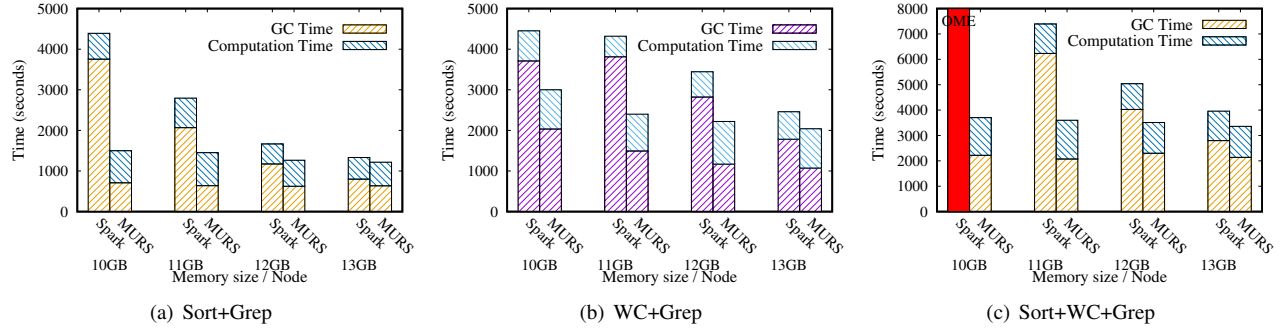 5000
4000
3000
2000
1000
0
Time (seconds)
GC Time
Computation Time
Spark MURS Spark MURS Spark MURS Spark MURS
10GB 11GB 12GB 13GB
Memory size / Node
(a) Sort+Grep
5000
4000
3000
2000
1000
0
Time (seconds)
GC Time
Computation Time
Spark MURS Spark MURS Spark MURS Spark MURS
10GB 11GB 12GB 13GB
Memory size / Node
(b) WC+Grep
8000
7000
6000
5000
4000
3000
2000
1000
0
Time (seconds)
OME
GC Time
Computation Time
Spark MURS Spark MURS Spark MURS Spark MURS
10GB 11GB 12GB 13GB
Memory size / Node
(c) Sort+WC+Grep